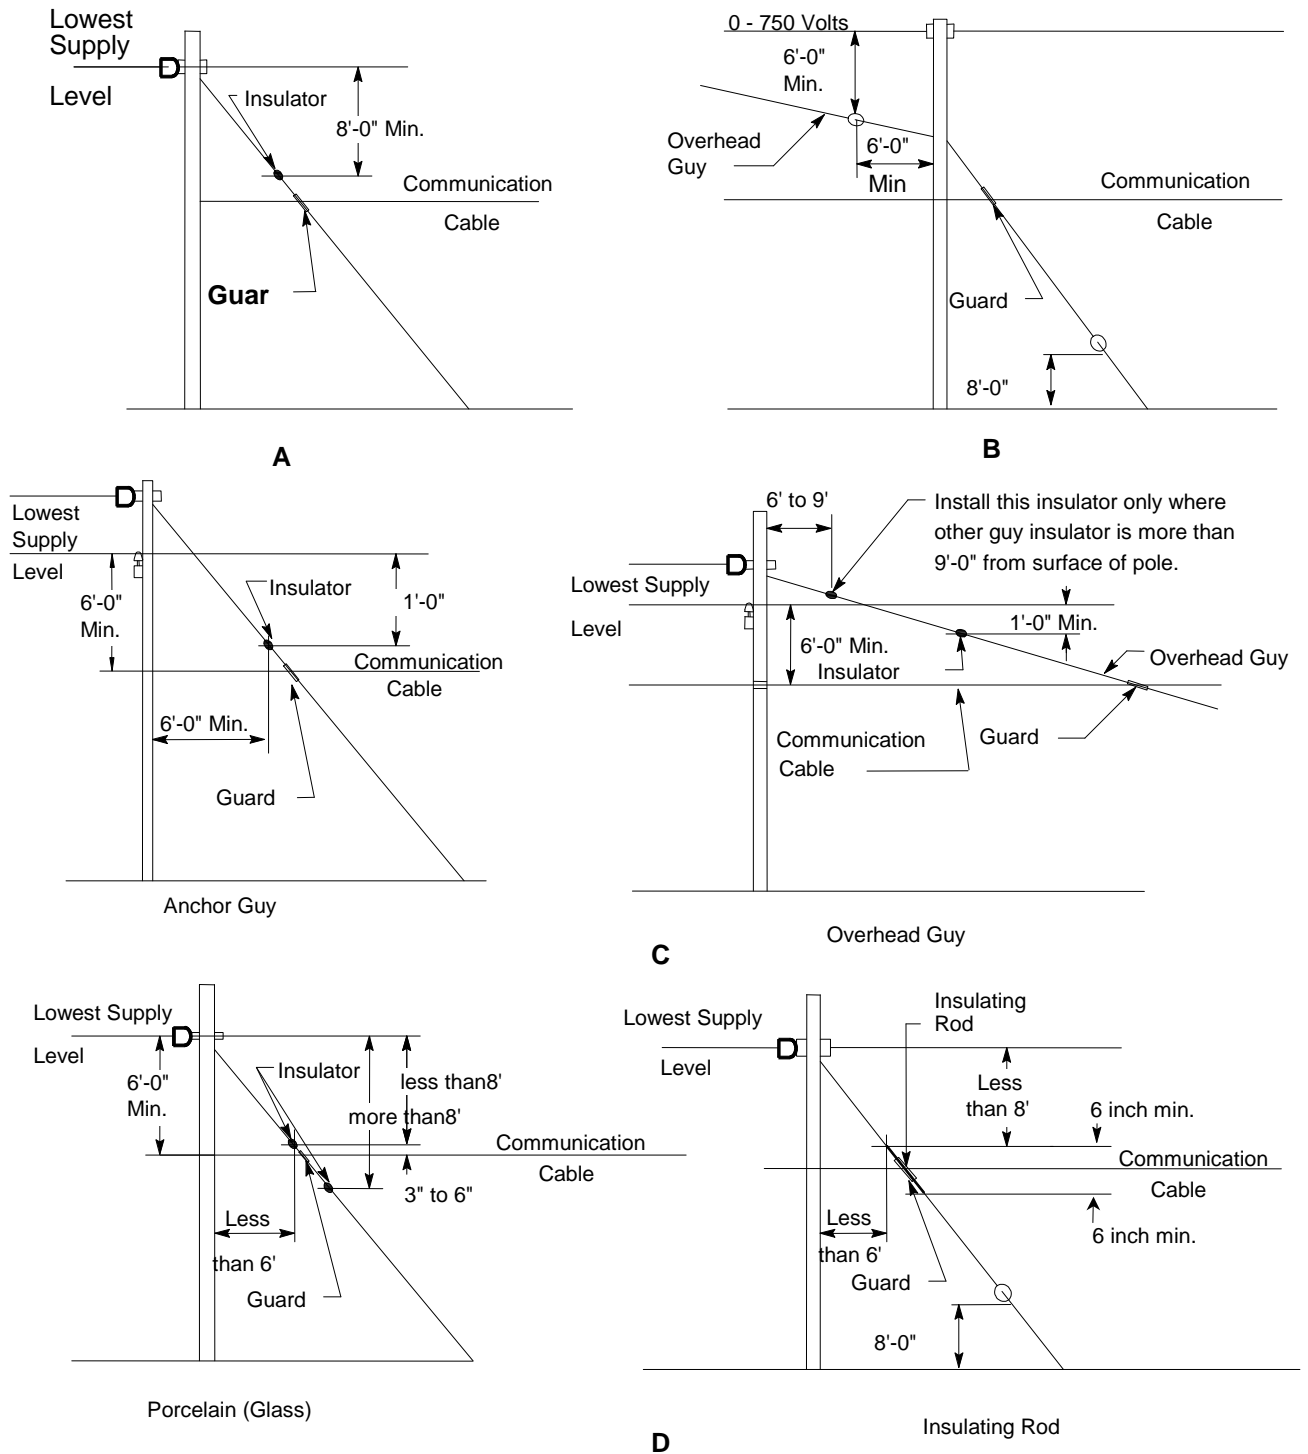 Lowest
Supply
Level
Insulator
8'-0" Min.
Communication
Cable
Guar
A
0 - 750 Volts
6'-0"
Min.
Overhead
Guy
6'-0"
Min
Communication
Cable
Guard
8'-0"
B
Lowest
Supply
Level
6'-0"
Min.
Insulator
1'-0"
Communication
Cable
6'-0" Min.
Guard
Anchor Guy
6' to 9'
Install this insulator only where
other guy insulator is more than
9'-0" from surface of pole.
Lowest Supply
Level
1'-0" Min.
6'-0" Min.
Insulator
Overhead Guy
Communication
Cable
Guard
Overhead Guy
C
Lowest Supply
Level
6'-0"
Min.
Insulator
less than8'
more than8'
Communication
Cable
3" to 6"
Less
than 6'
Guard
Porcelain (Glass)
Insulating
Rod
Lowest Supply
Level
Less
than 8'
6 inch min.
Communication
Cable
6 inch min.
Less
than 6'
Guard
8'-0"
Insulating Rod
D